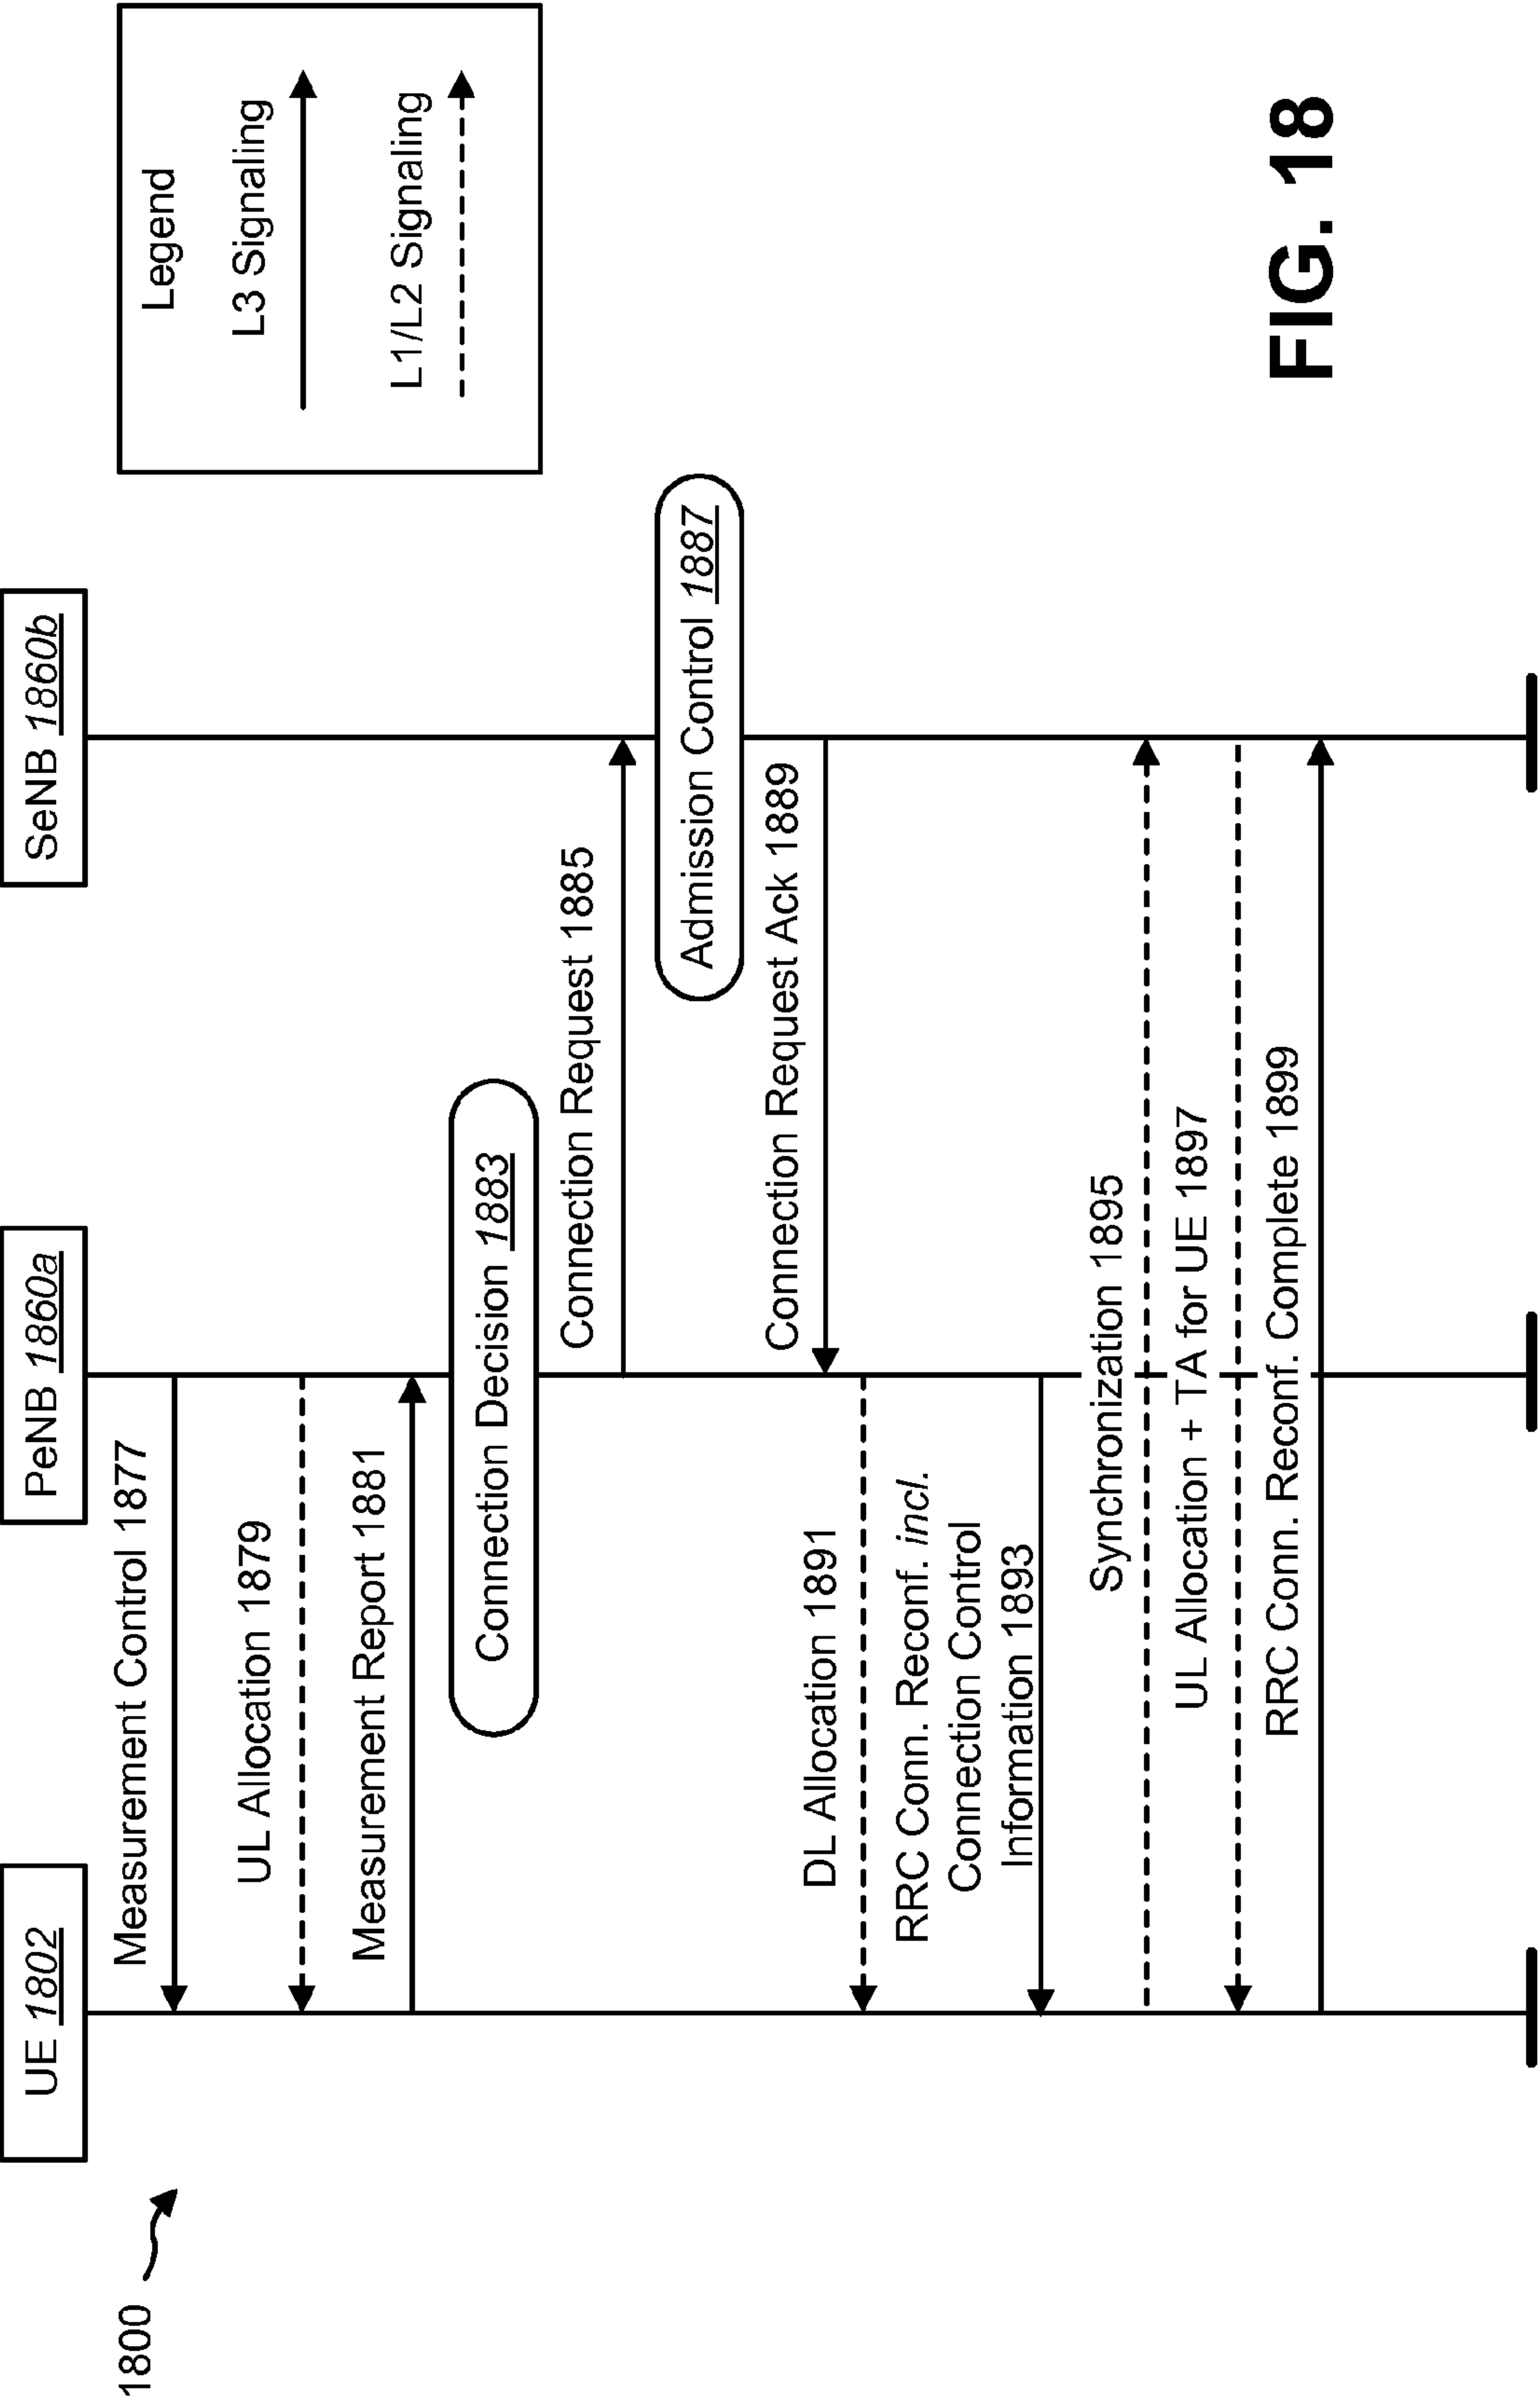 1800
UE 1802
PeNB 1860a
SeNB 1860b
Legend
L3 Signaling
L1/L2 Signaling
Measurement Control 1877
UL Allocation 1879
Measurement Report 1881
Connection Decision 1883
Connection Request 1885
Admission Control 1887
Connection Request Ack 1889
DL Allocation 1891
RRC Conn. Reconf. incl.
Connection Control
Information 1893
Synchronization 1895
UL Allocation + TA for UE 1897
RRC Conn. Reconf. Complete 1899
FIG. 18